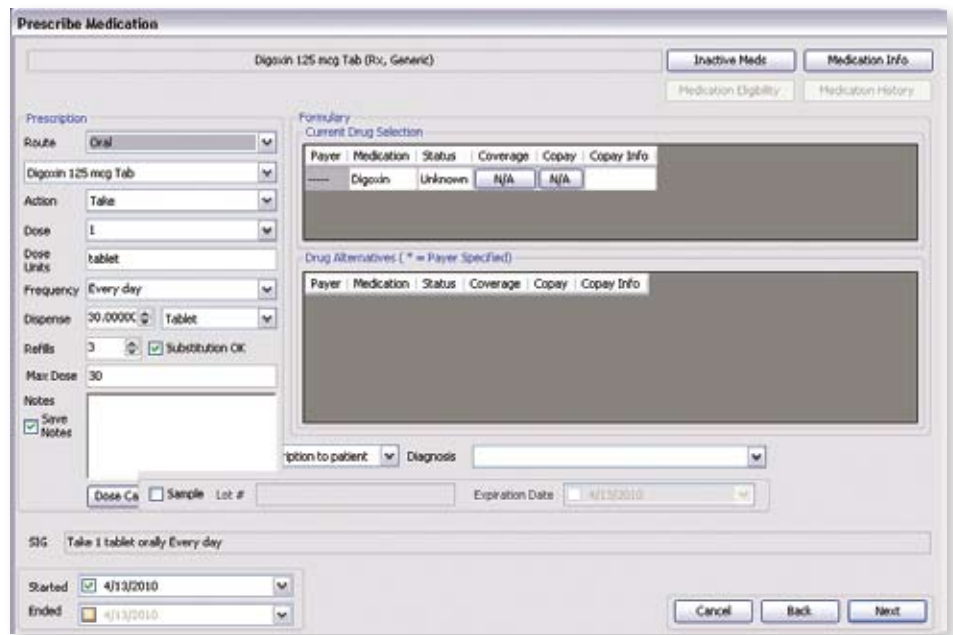 Prescribe Medication
Digoxin 125 mcg Tab (Rx, Generic)
Inactive Meds
Medication Info
Medication Eligibility
Medication History
Prescription
Route Oral
Digoxin 125 mcg Tab
Action Take
Dose 1
Dose Units tablet
Frequency Every day
Dispense 30.0000 Tablet
Refills 3 Substitution OK
Max Dose 30
Notes
Save Notes
Dose Ca
Formulary
Current Drug Selection
Payer Medication Status Coverage Copay Copay Info
----- Digoxin Unknown N/A N/A
Drug Alternatives ( * = Payer Specified)
Payer Medication Status Coverage Copay Copay Info
iption to patient Diagnosis
Sample Lot # Expiration Date 4/13/2010
SIG Take 1 tablet orally Every day
Started 4/13/2010
Ended 4/13/2010
Cancel Back Next